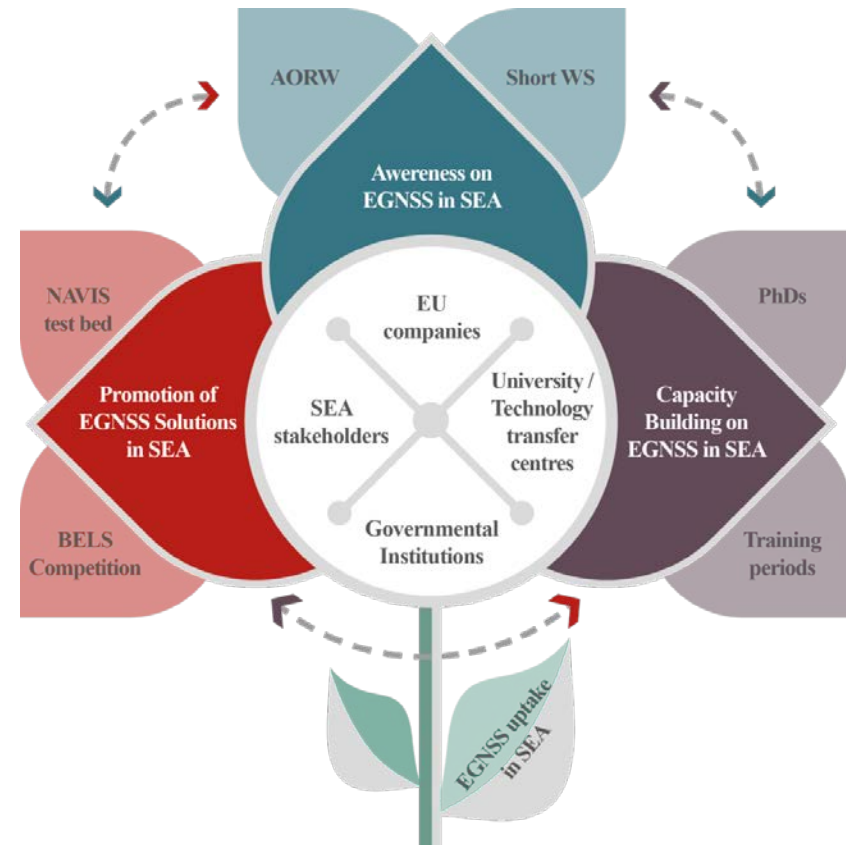 AORW
Short WS
Awereness on
EGNSS in SEA
NAVIS
test bed
PhDs
EU
companies
Promotion of
EGNSS Solutions
in SEA
SEA
stakeholders
University /
Technology
transfer
centres
Capacity
Building on
EGNSS in SEA
Governmental
Institutions
BELS
Competition
Training
periods
EGNSS uptake
in SEA